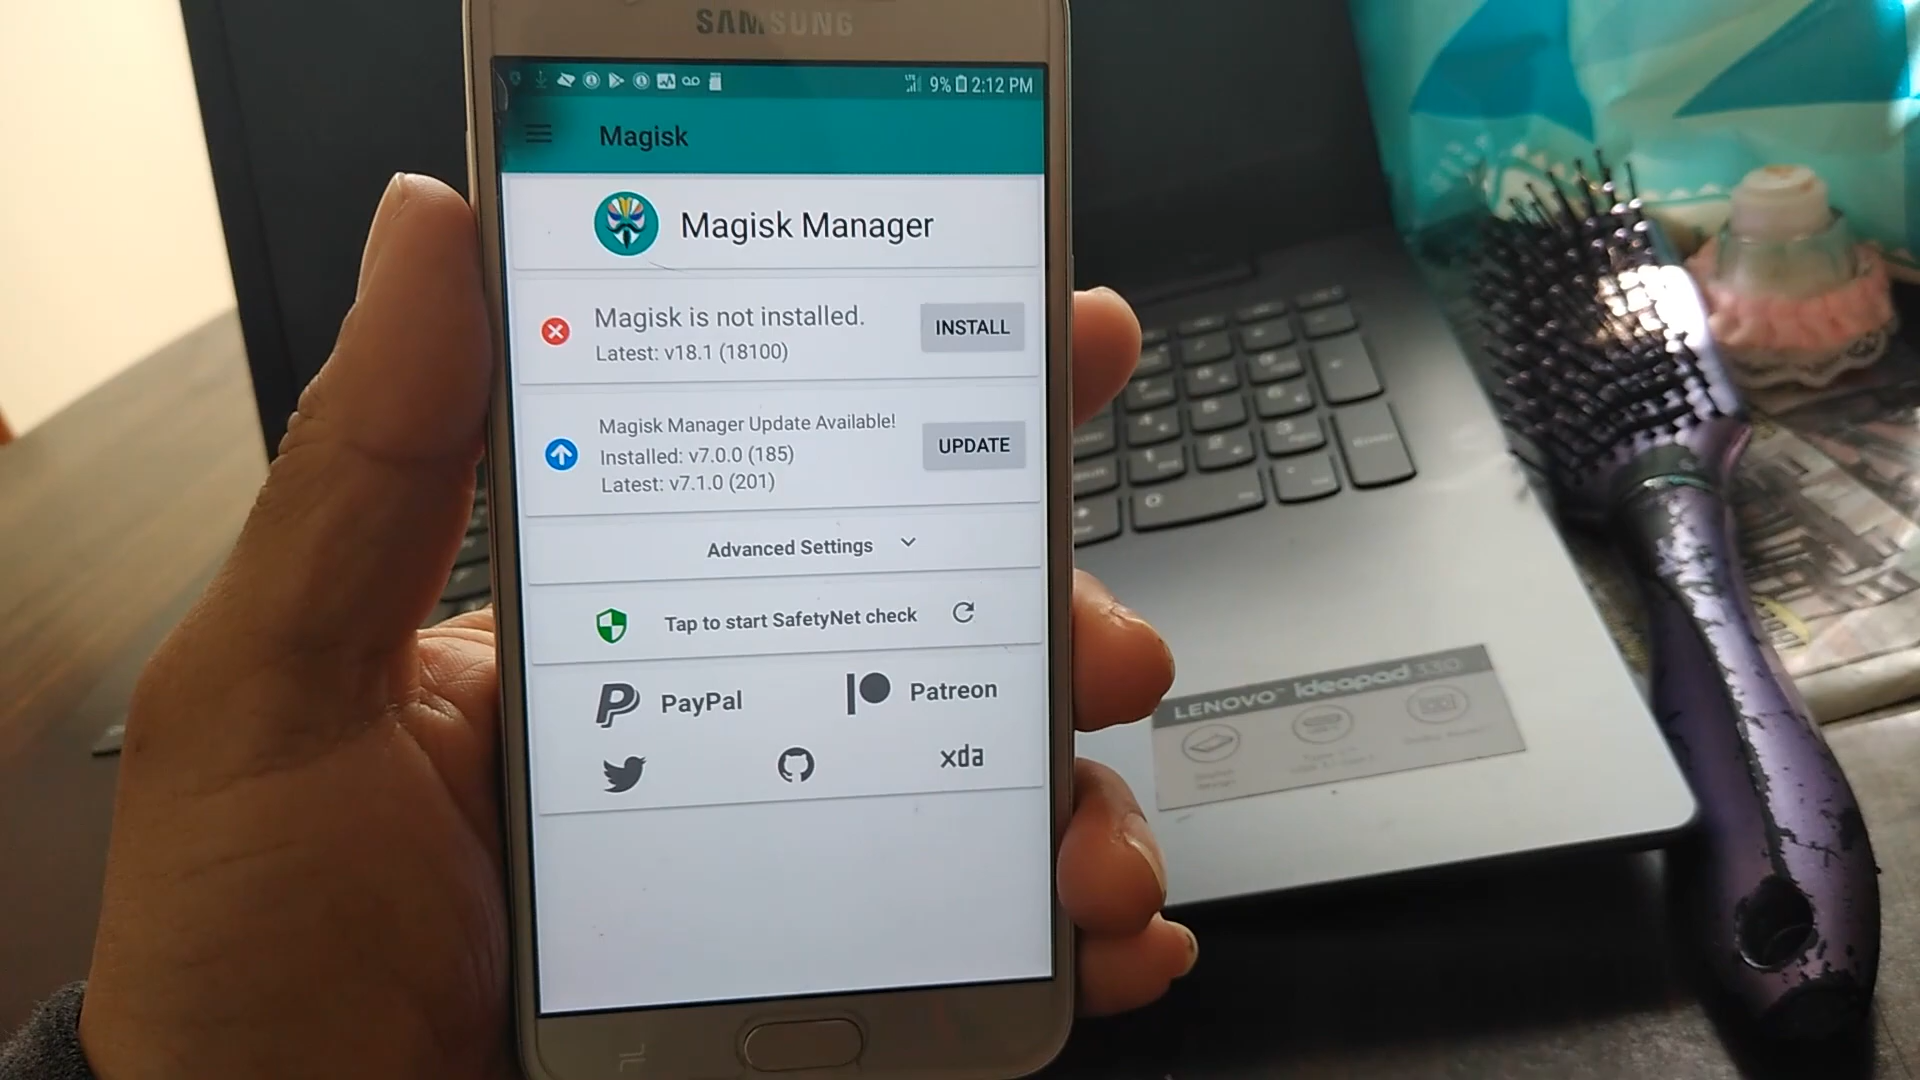 SAMSUNG
9% 2:12 PM
Magisk
Magisk Manager
Magisk is not installed.
Latest: v18.1 (18100)
INSTALL
Magisk Manager Update Available!
Installed: v7.0.0 (185)
Latest: v7.1.0 (201)
UPDATE
Advanced Settings
Tap to start SafetyNet check
PayPal
Patreon
xda
LENOVO ideapad 330